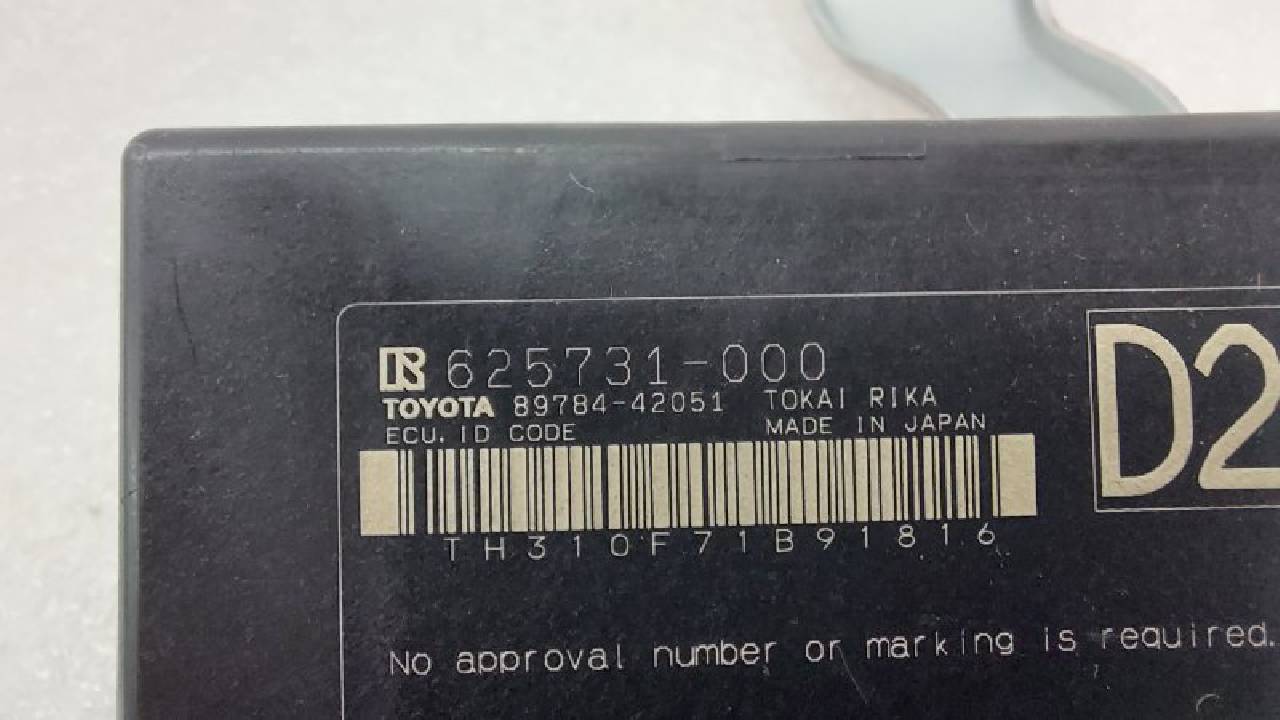 R 625731-000
TOYOTA 89784-42051 TOKAI RIKA
ECU. ID CODE MADE IN JAPAN
D2
TH310F71B91816
No approval number or marking is required.